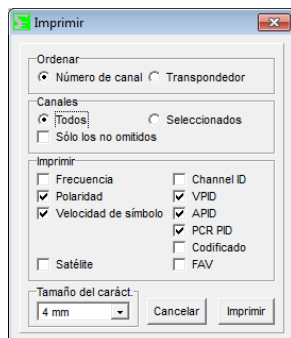 Imprimir
Ordenar
Número de canal Transpondedor
Canales
Todos Seleccionados
Sólo los no omitidos
Imprimir
Frecuencia Channel ID
Polaridad VPID
Velocidad de símbolo APID
PCR PID
Codificado
Satélite FAV
Tamaño del caráct.
4 mm Cancelar Imprimir